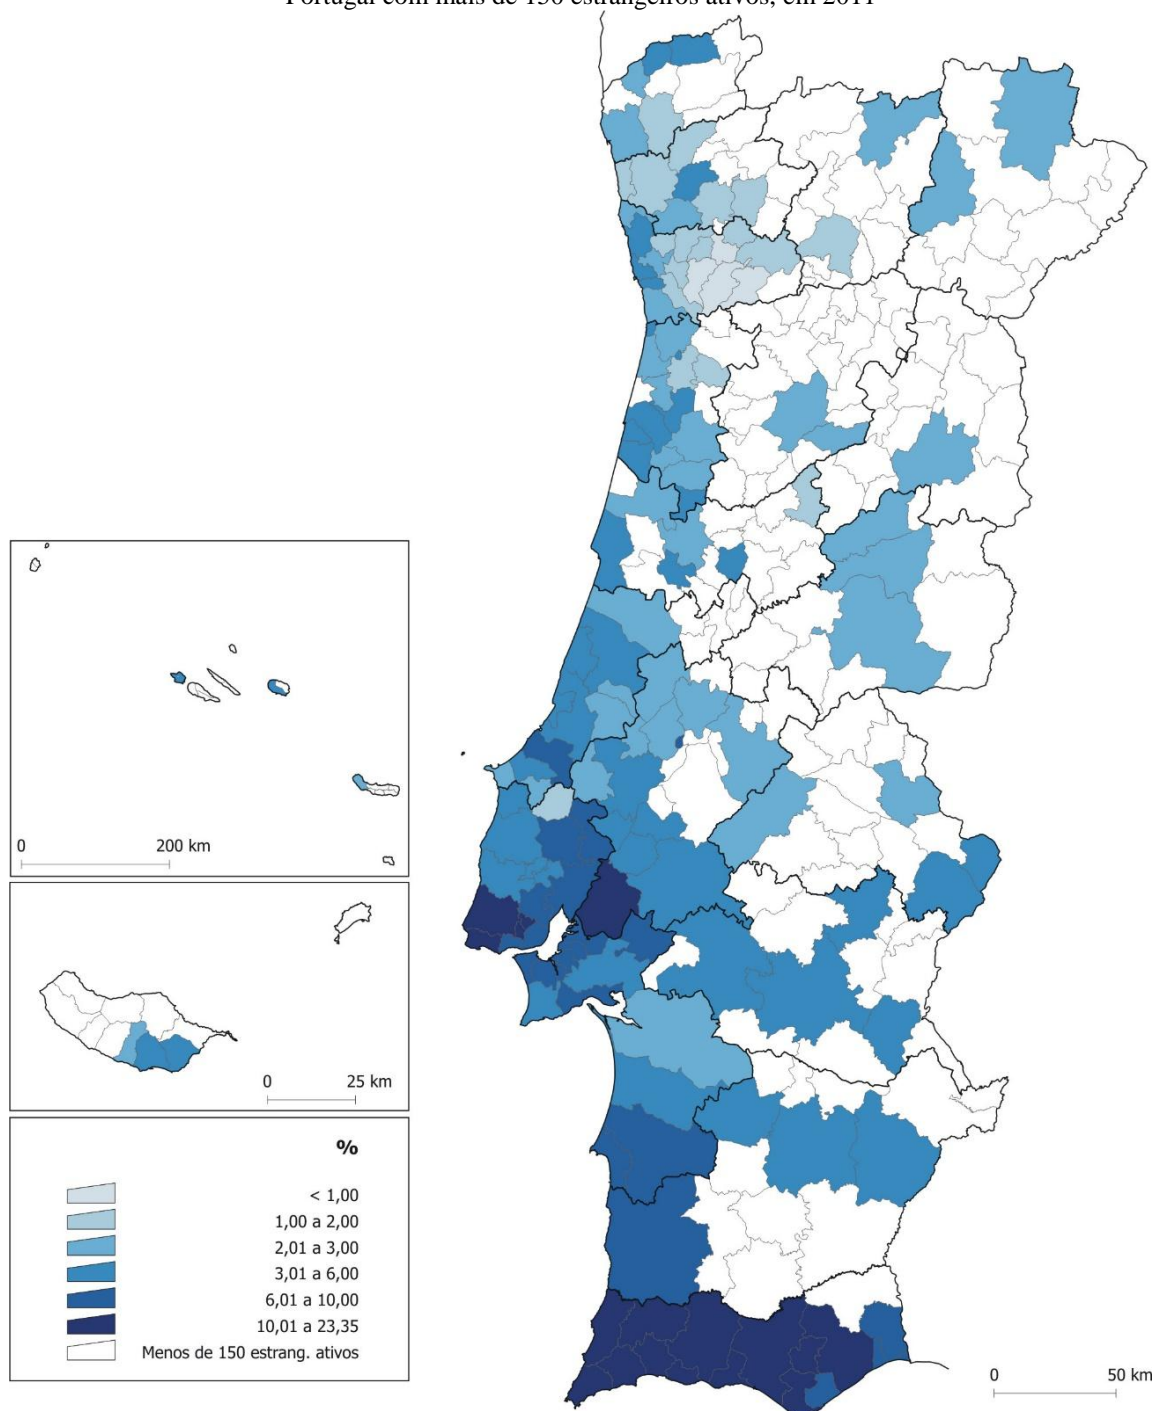 Portugal com mais de 150 estrangeiros ativos, em 2011
0 200 km
0 25 km
%
< 1,00
1,00 a 2,00
2,01 a 3,00
3,01 a 6,00
6,01 a 10,00
10,01 a 23,35
Menos de 150 estrang. ativos
0 50 km